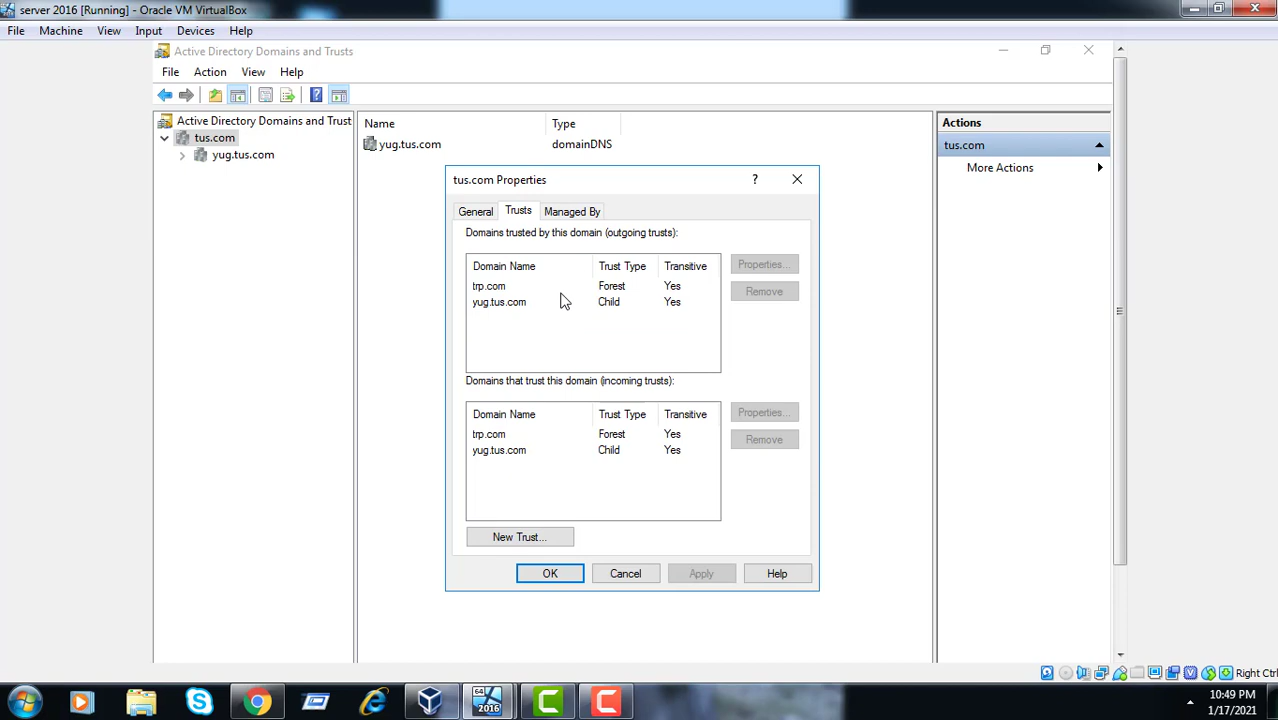 server 2016 [Running] - Oracle VM VirtualBox
File Machine View Input Devices Help
Active Directory Domains and Trusts
File Action View Help
Active Directory Domains and Trust
tus.com
yug.tus.com
Name Type
yug.tus.com domainDNS
Actions
tus.com
More Actions
tus.com Properties
General Trusts Managed By
Domains trusted by this domain (outgoing trusts):
Domain Name Trust Type Transitive
trp.com Forest Yes
yug.tus.com Child Yes
Properties...
Remove
Domains that trust this domain (incoming trusts):
Domain Name Trust Type Transitive
trp.com Forest Yes
yug.tus.com Child Yes
Properties...
Remove
New Trust...
OK Cancel Apply Help
Right Ctrl
64
2016
10:49 PM
1/17/2021